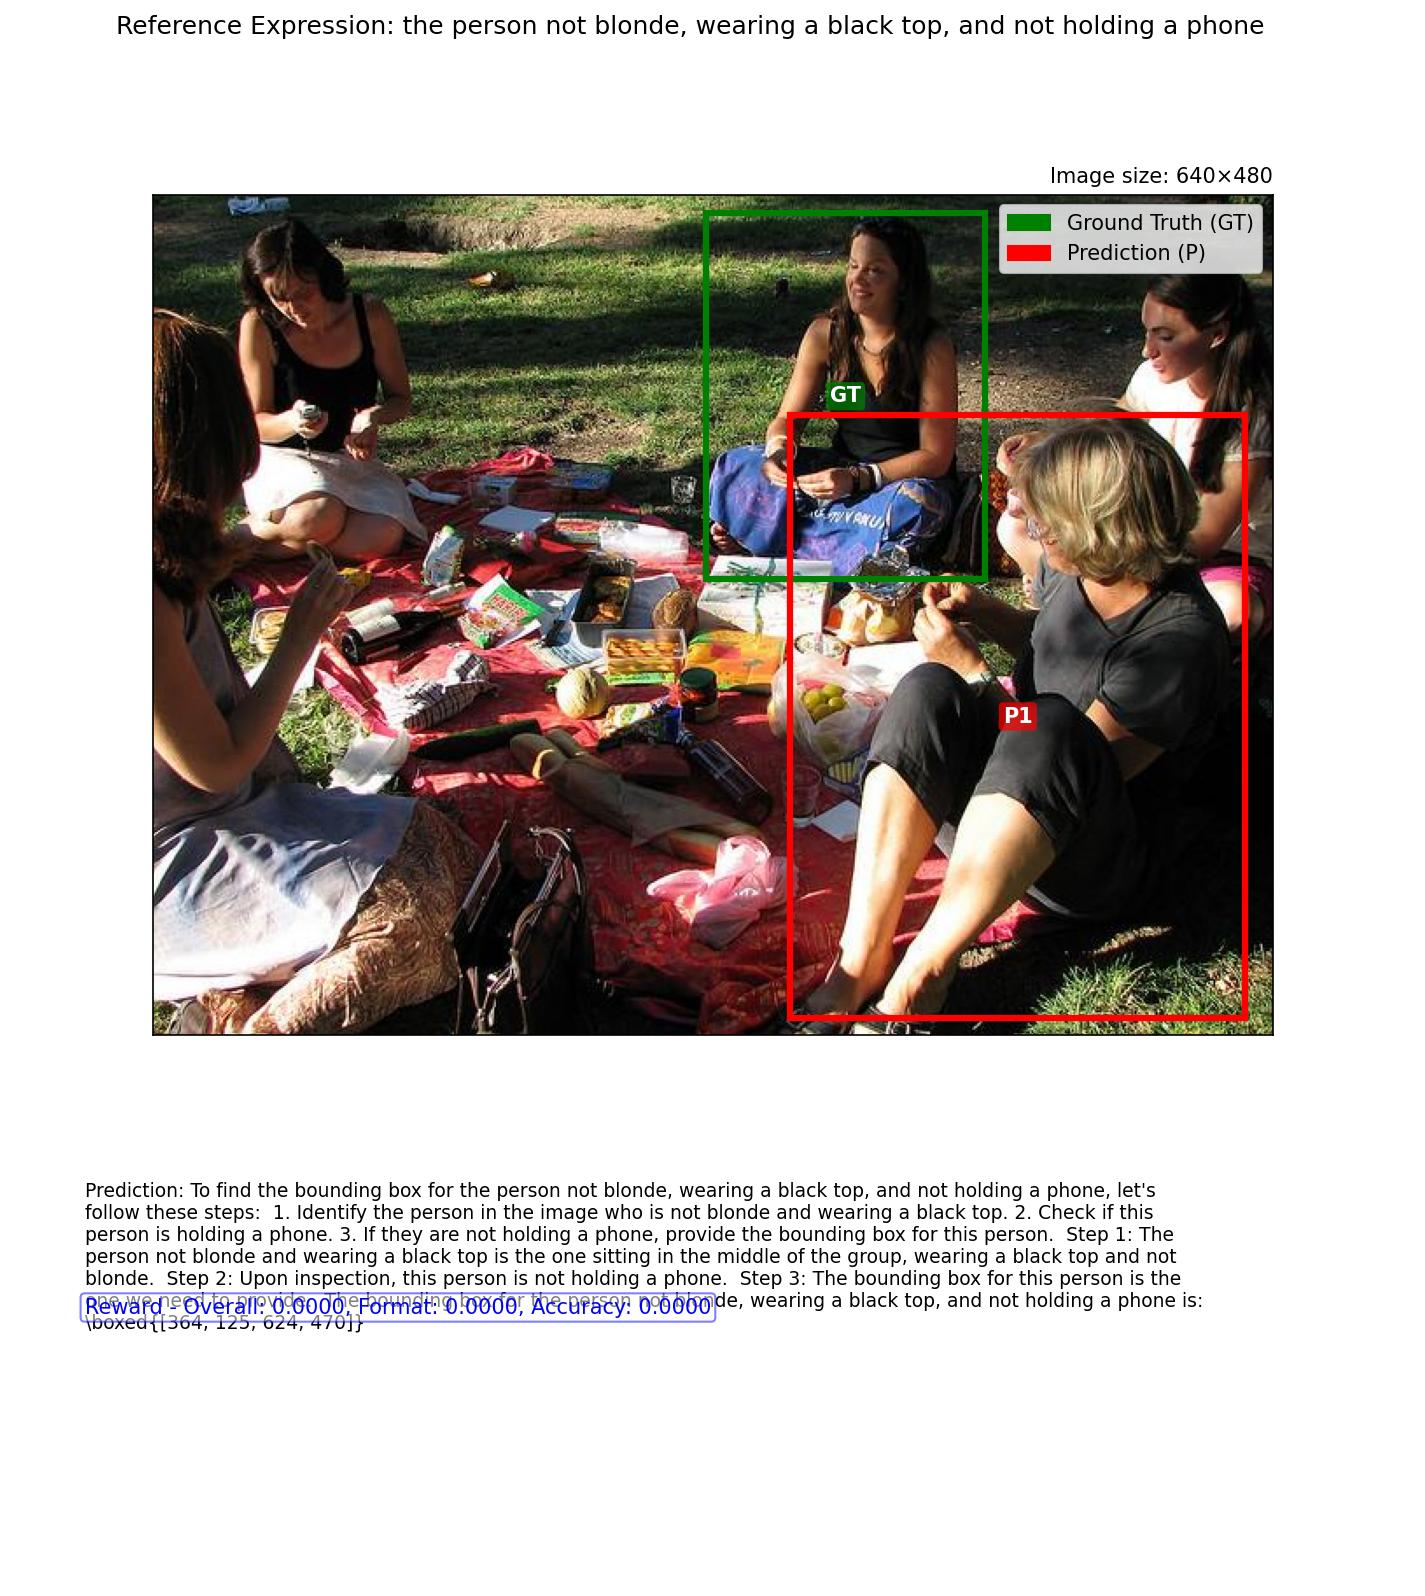 Reference Expression: the person not blonde, wearing a black top, and not holding a phone
Image size: 640×480
Ground Truth (GT)
Prediction (P)
GT
P1
Prediction: To find the bounding box for the person not blonde, wearing a black top, and not holding a phone, let's
follow these steps:  1. Identify the person in the image who is not blonde and wearing a black top. 2. Check if this
person is holding a phone. 3. If they are not holding a phone, provide the bounding box for this person.  Step 1: The
person not blonde and wearing a black top is the one sitting in the middle of the group, wearing a black top and not
blonde.  Step 2: Upon inspection, this person is not holding a phone.  Step 3: The bounding box for this person is the
one we need to provide.  The bounding box for the person not blonde, wearing a black top, and not holding a phone is:
Reward - Overall: 0.0000, Format: 0.0000, Accuracy: 0.0000
\boxed{[364, 125, 624, 470]}